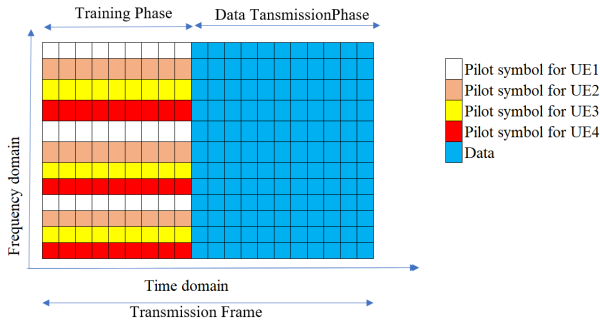 Training Phase
Data TansmissionPhase
Pilot symbol for UE1
Pilot symbol for UE2
Pilot symbol for UE3
Pilot symbol for UE4
Data
Frequency domain
Time domain
Transmission Frame